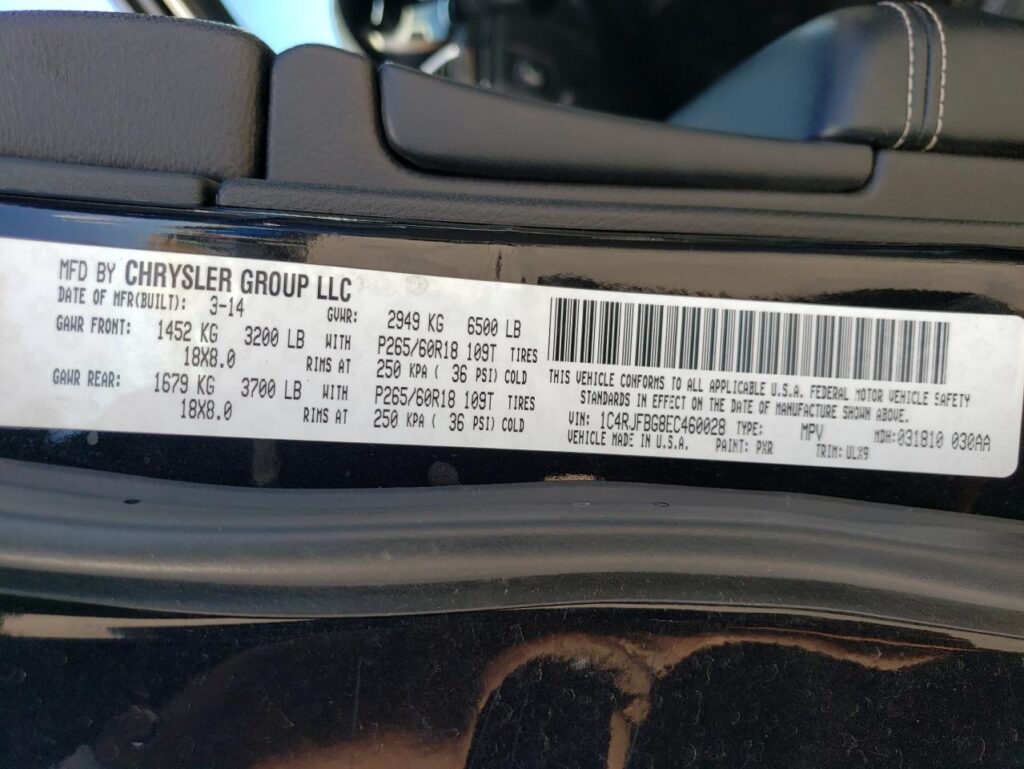 MFD BY CHRYSLER GROUP LLC
DATE OF MFR(BUILT): 3-14 GVWR: 2949 KG 6500 LB
GAWR FRONT: 1452 KG 3200 LB WITH P265/60R18 109T TIRES
18X8.0 RIMS AT 250 KPA ( 36 PSI) COLD
GAWR REAR: 1679 KG 3700 LB WITH P265/60R18 109T TIRES
18X8.0 RIMS AT 250 KPA ( 36 PSI) COLD
THIS VEHICLE CONFORMS TO ALL APPLICABLE U.S.A. FEDERAL MOTOR VEHICLE SAFETY
STANDARDS IN EFFECT ON THE DATE OF MANUFACTURE SHOWN ABOVE.
VIN: 1C4RJFBG8EC460028 TYPE: MPV MDH:031810 030AA
VEHICLE MADE IN U.S.A. PAINT: PXR TRIM: ULX9